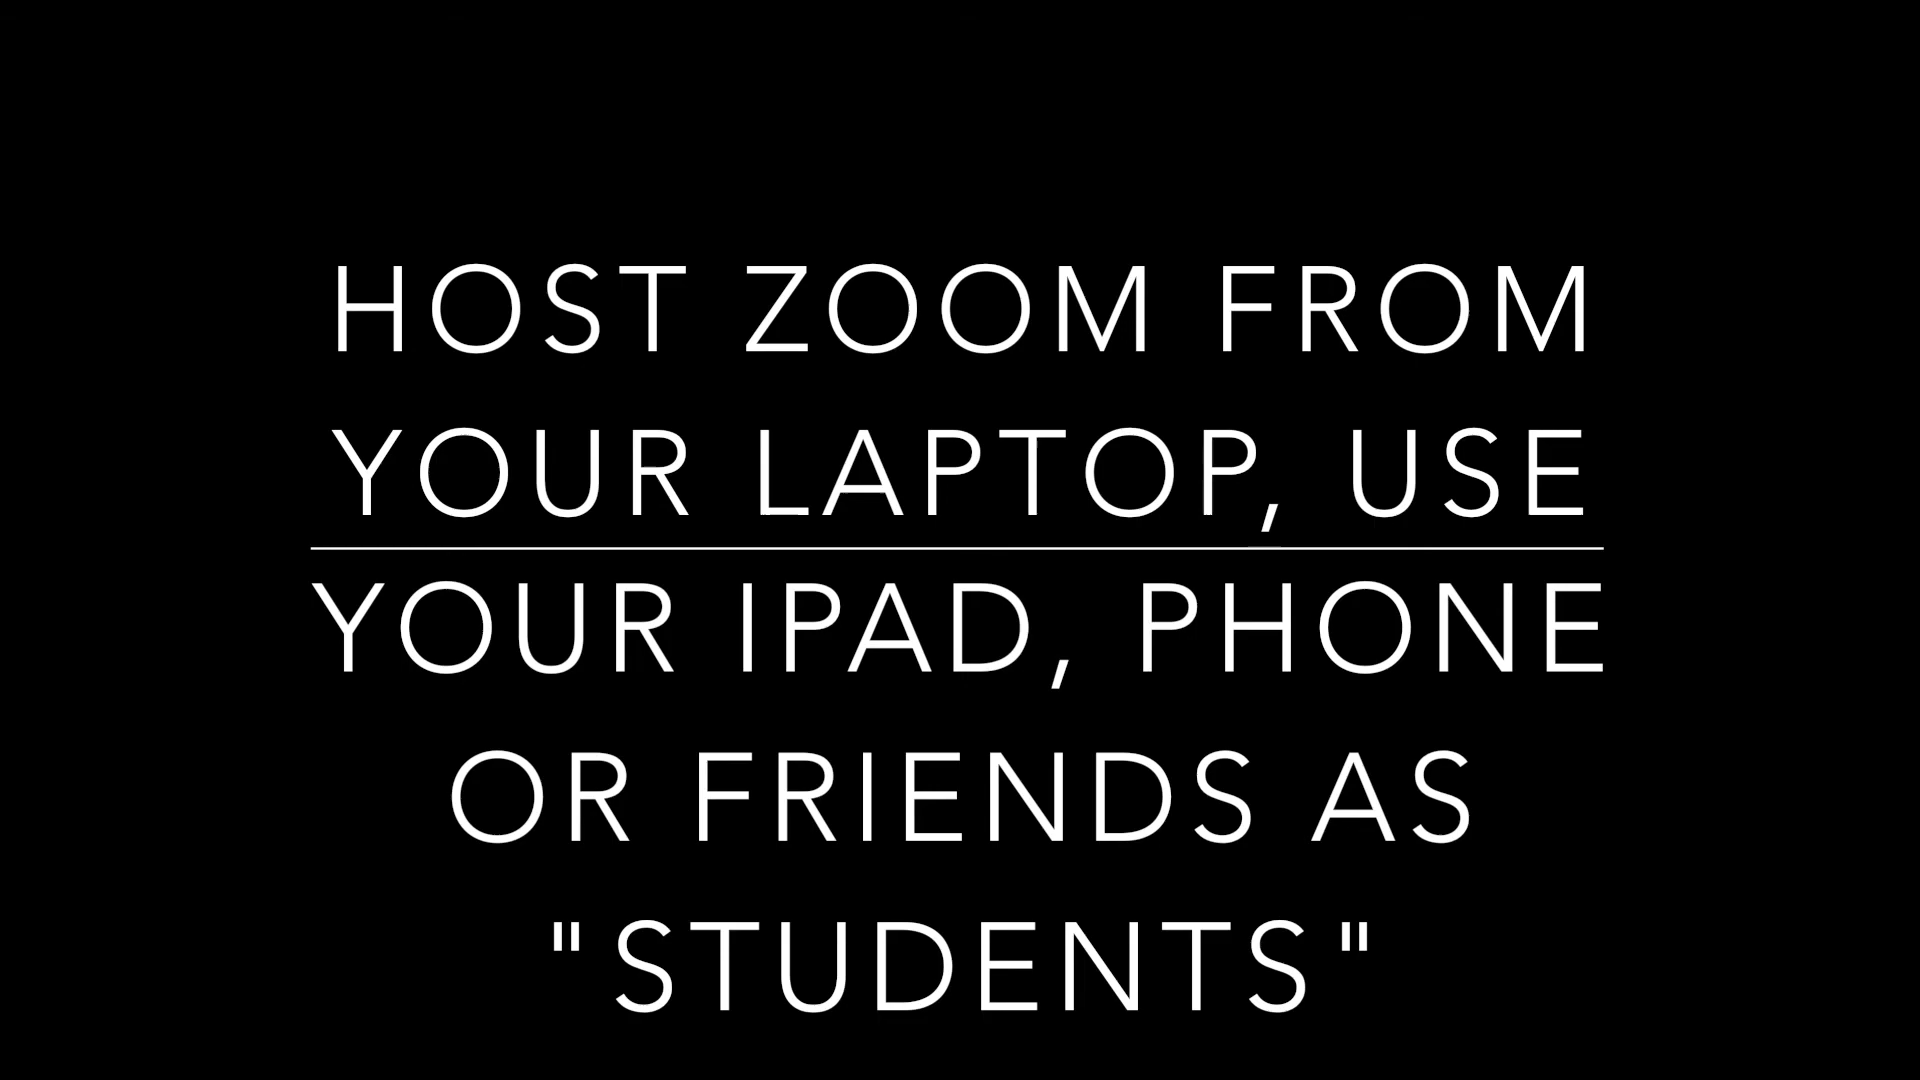 HOST ZOOM FROM
YOUR LAPTOP, USE
YOUR IPAD, PHONE
OR FRIENDS AS
"STUDENTS"